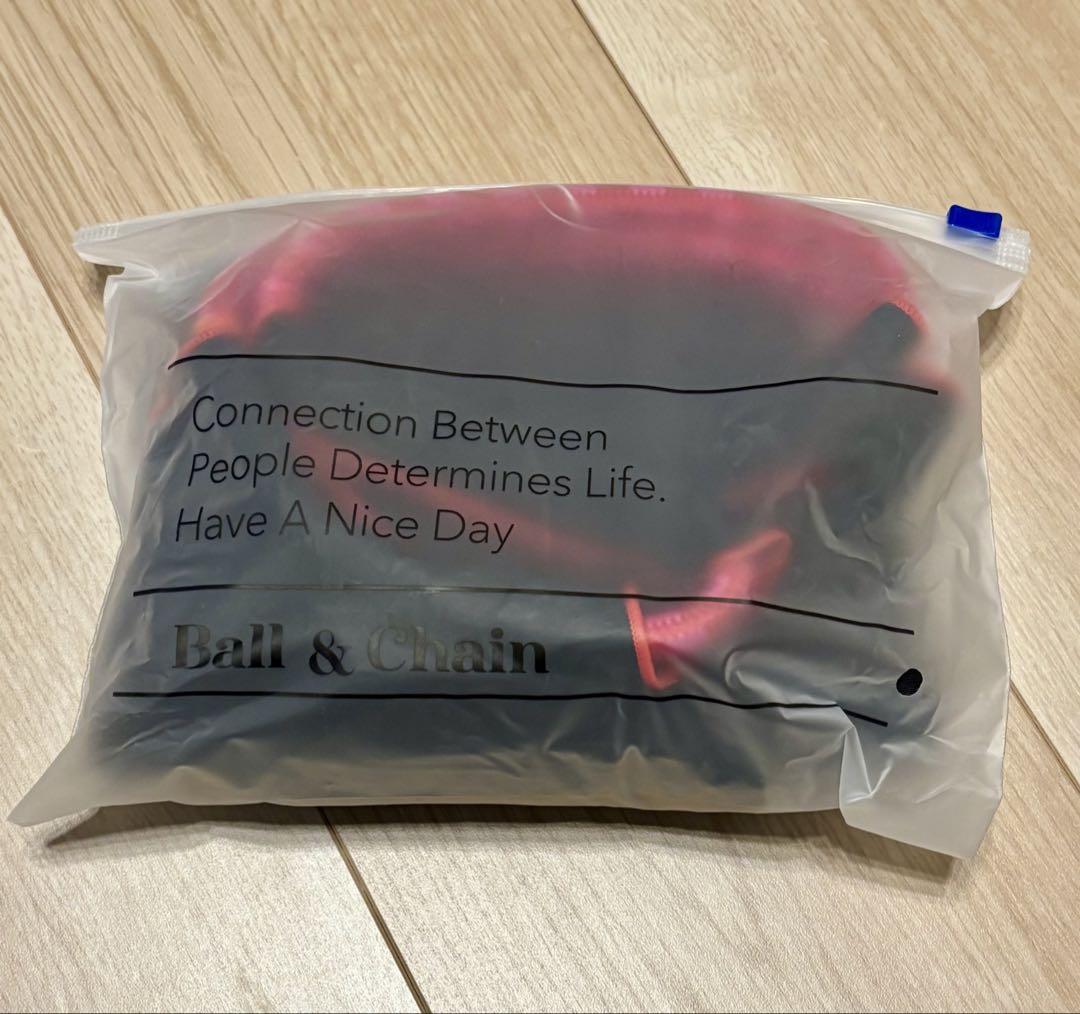 Connection Between
People Determines Life.
Have A Nice Day
Ball & Chain